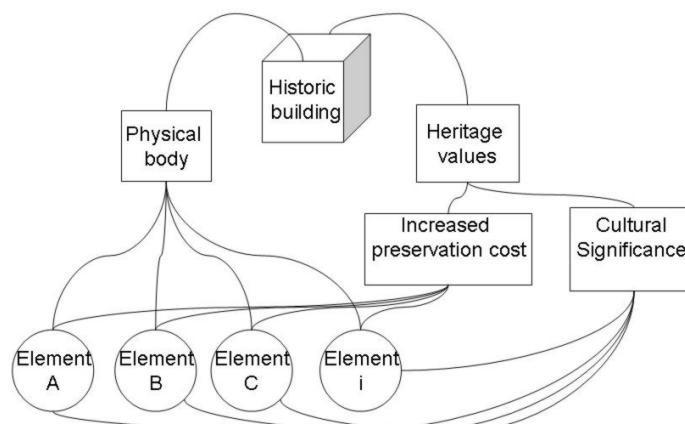 Historic
building
Physical
body
Heritage
values
Increased
preservation cost
Cultural
Significance
Element
A
Element
B
Element
C
Element
i